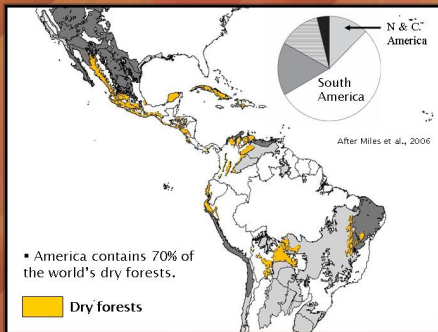 N & C.
America
South
America
After Miles et al., 2006
▪ America contains 70% of
the world's dry forests.
Dry forests